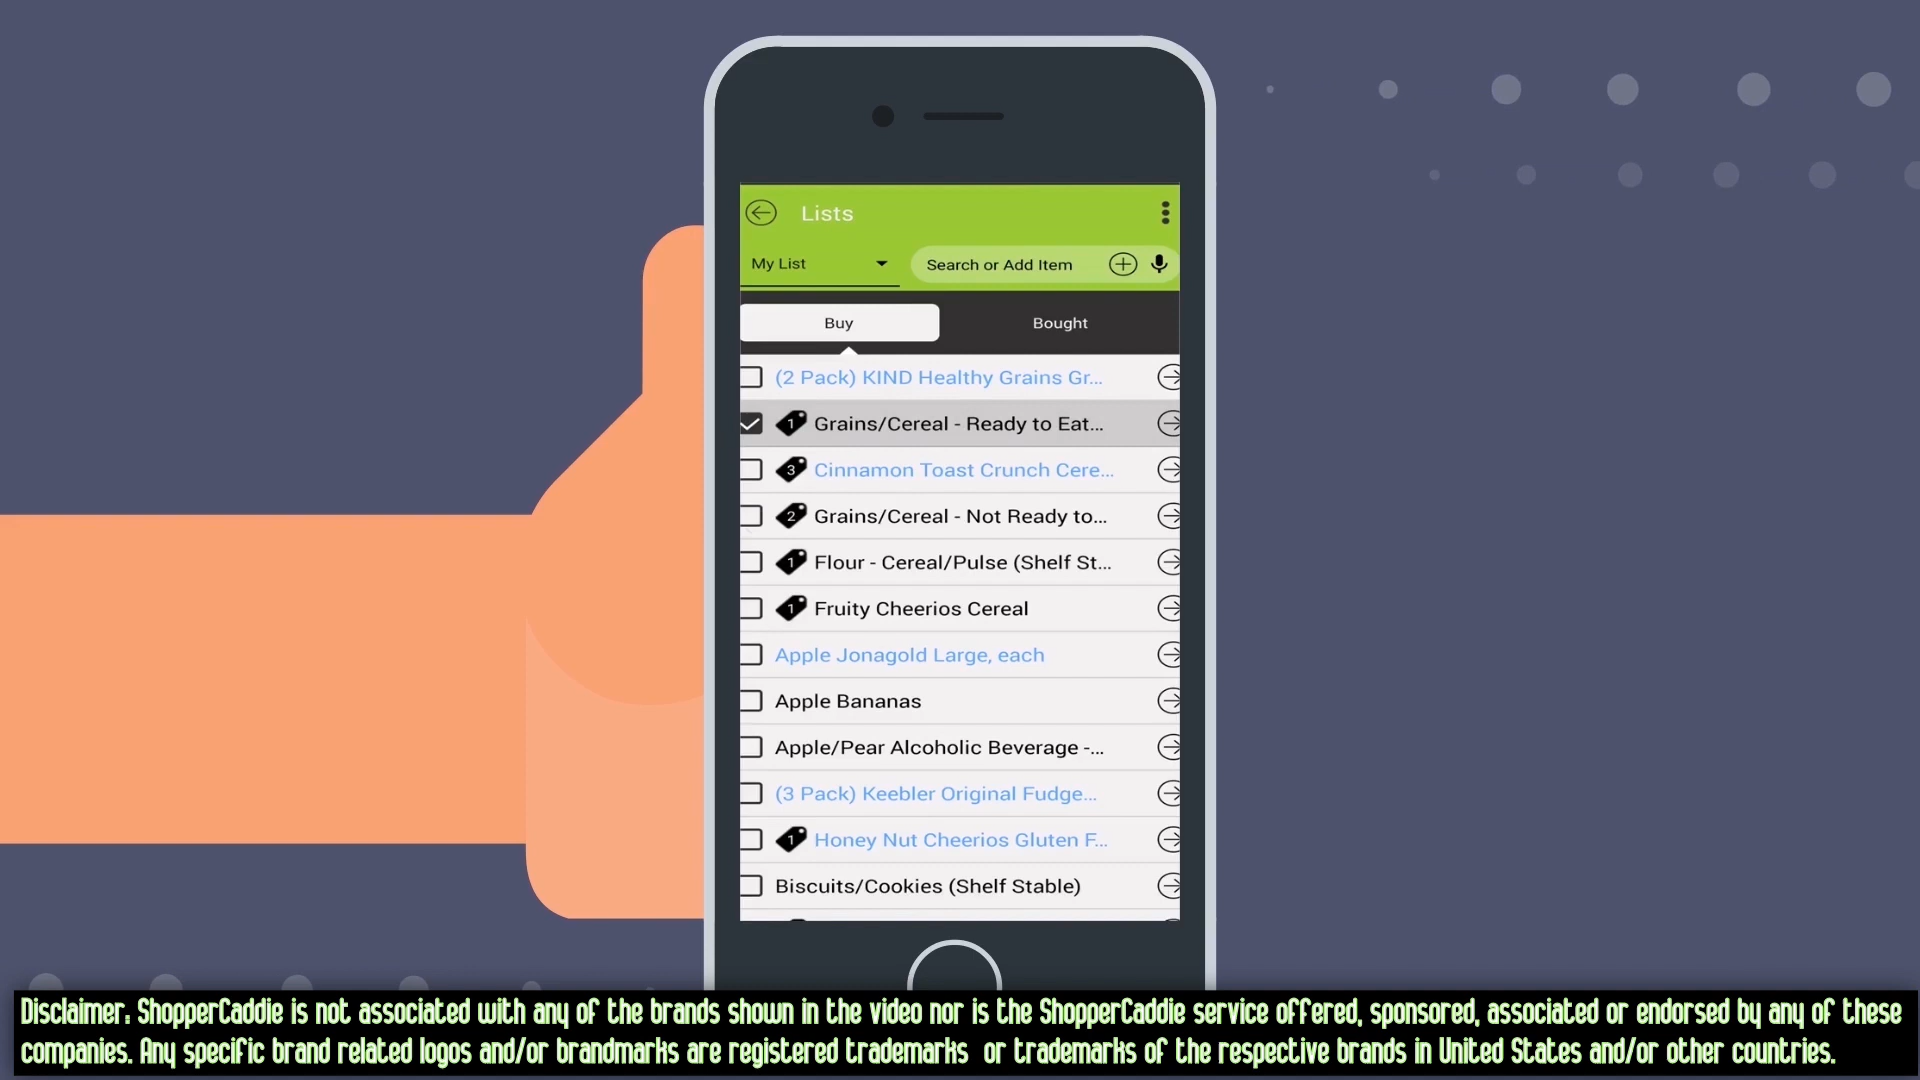 Lists
My List
Search or Add Item
Buy
Bought
(2 Pack) KIND Healthy Grains Gr...
1 Grains/Cereal - Ready to Eat...
3 Cinnamon Toast Crunch Cere...
2 Grains/Cereal - Not Ready to...
1 Flour - Cereal/Pulse (Shelf St...
1 Fruity Cheerios Cereal
Apple Jonagold Large, each
Apple Bananas
Apple/Pear Alcoholic Beverage -...
(3 Pack) Keebler Original Fudge...
1 Honey Nut Cheerios Gluten F...
Biscuits/Cookies (Shelf Stable)
Disclaimer: ShopperCaddie is not associated with any of the brands shown in the video nor is the ShopperCaddie service offered, sponsored, associated or endorsed by any of these
companies. Any specific brand related logos and/or brandmarks are registered trademarks or trademarks of the respective brands in United States and/or other countries.